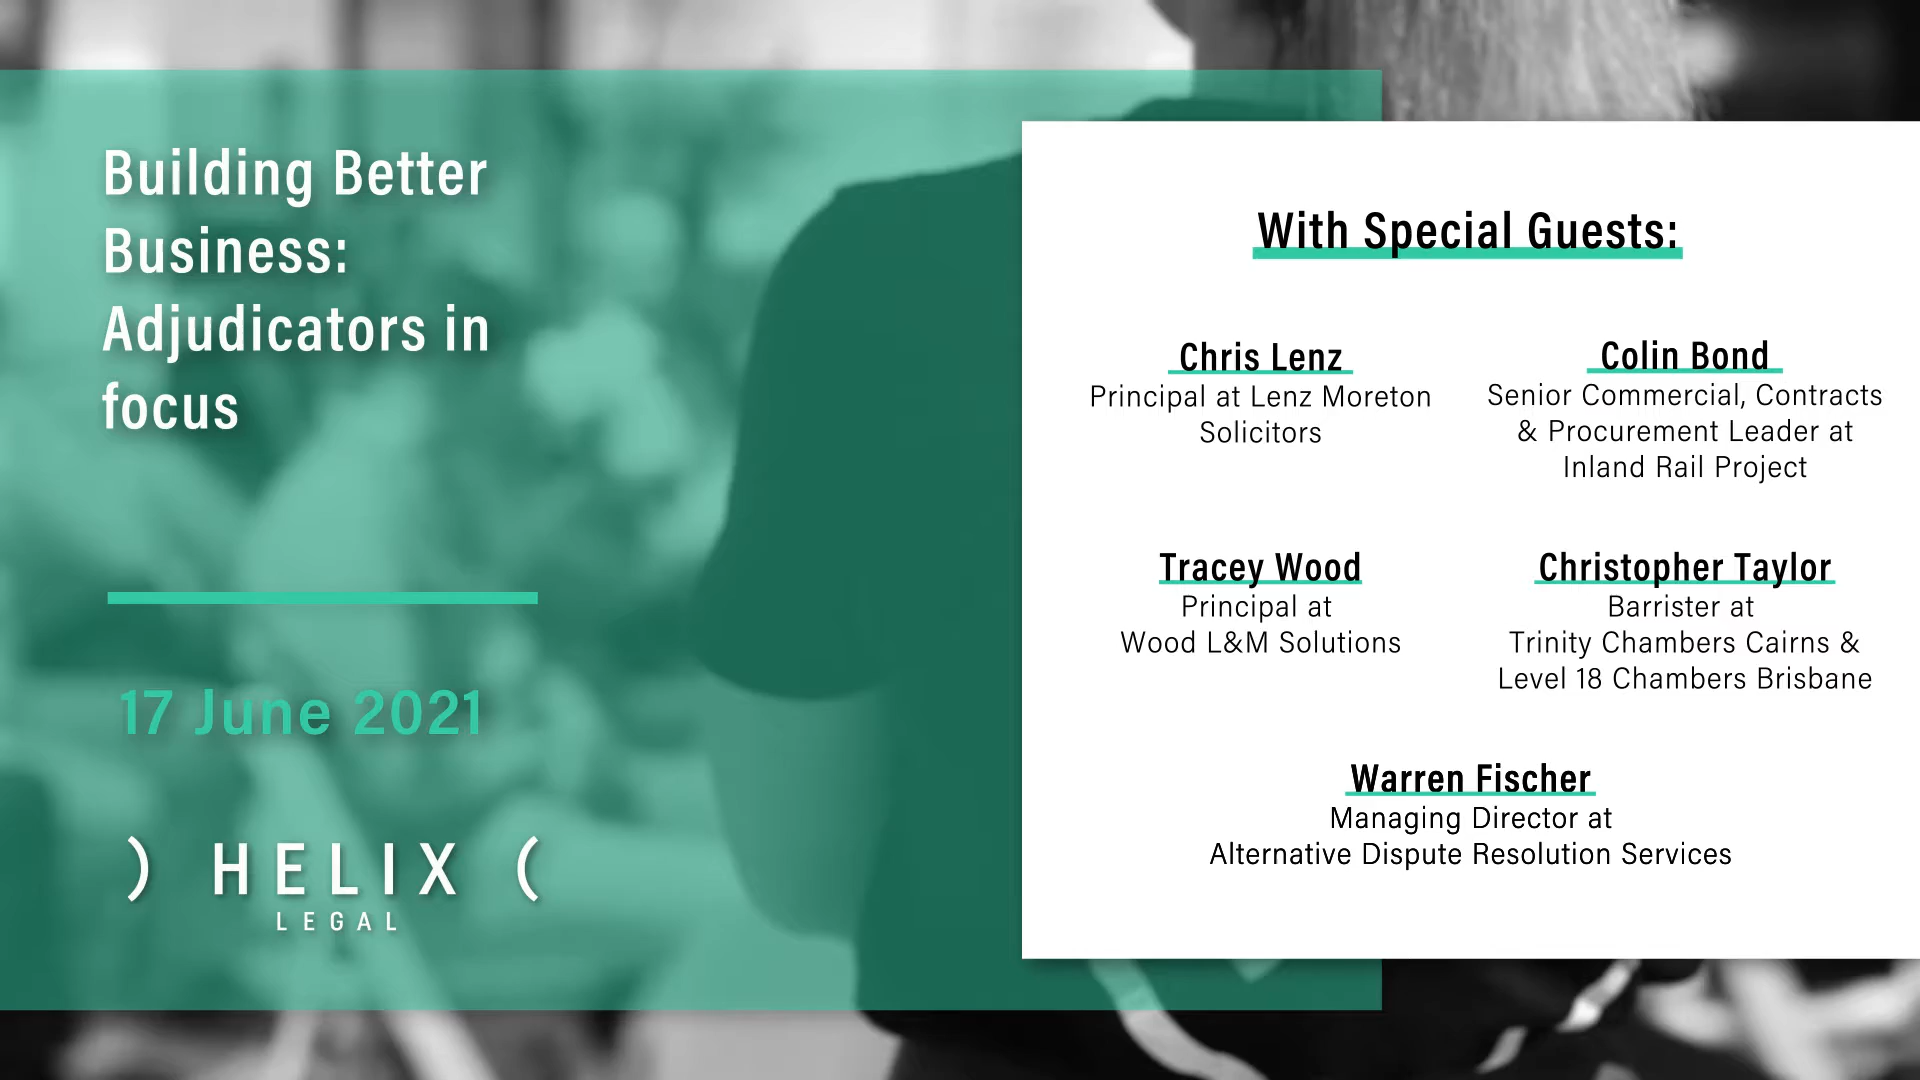 Building Better
Business:
Adjudicators in
focus
17 June 2021
) HELIX (
LEGAL
With Special Guests:
Chris Lenz
Principal at Lenz Moreton
Solicitors
Colin Bond
Senior Commercial, Contracts
& Procurement Leader at
Inland Rail Project
Tracey Wood
Principal at
Wood L&M Solutions
Christopher Taylor
Barrister at
Trinity Chambers Cairns &
Level 18 Chambers Brisbane
Warren Fischer
Managing Director at
Alternative Dispute Resolution Services